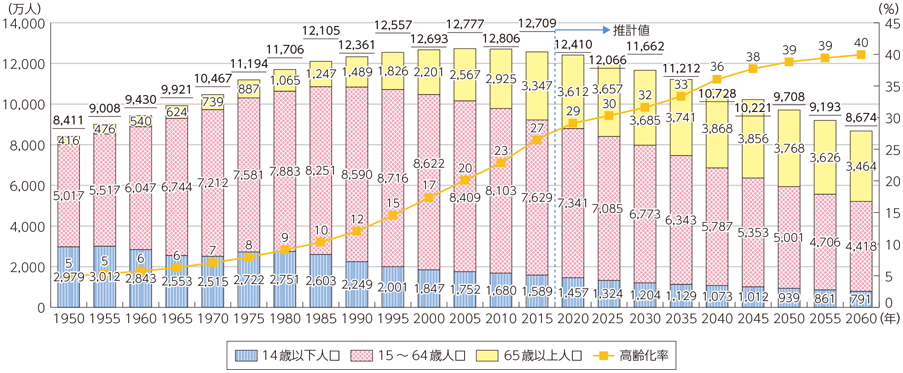 (万人) (%)
14,000 12,000 10,000 8,000 6,000 4,000 2,000 0
45 40 35 30 25 20 15 10 5 0
推計値
8,411 9,008 9,430 9,921 10,467 11,194 11,706 12,105 12,361 12,557 12,693 12,777 12,806 12,709 12,410 12,066 11,662 11,212 10,728 10,221 9,708 9,193 8,674
416 476 540 624 739 887 1,065 1,247 1,489 1,826 2,201 2,567 2,925 3,347 3,612 3,657 3,685 3,741 3,868 3,856 3,768 3,626 3,464
5,017 5,517 6,047 6,744 7,212 7,581 7,883 8,251 8,590 8,716 8,622 8,409 8,103 7,629 7,341 7,085 6,773 6,343 5,787 5,353 5,001 4,706 4,418
5 5 6 6 7 8 9 10 12 15 17 20 23 27 29 30 32 33 36 38 39 39 40
2,979 3,012 2,843 2,553 2,515 2,722 2,751 2,603 2,249 2,001 1,847 1,752 1,680 1,589 1,457 1,324 1,204 1,129 1,073 1,012 939 861 791
1950 1955 1960 1965 1970 1975 1980 1985 1990 1995 2000 2005 2010 2015 2020 2025 2030 2035 2040 2045 2050 2055 2060 (年)
14歳以下人口 15～64歳人口 65歳以上人口 高齢化率